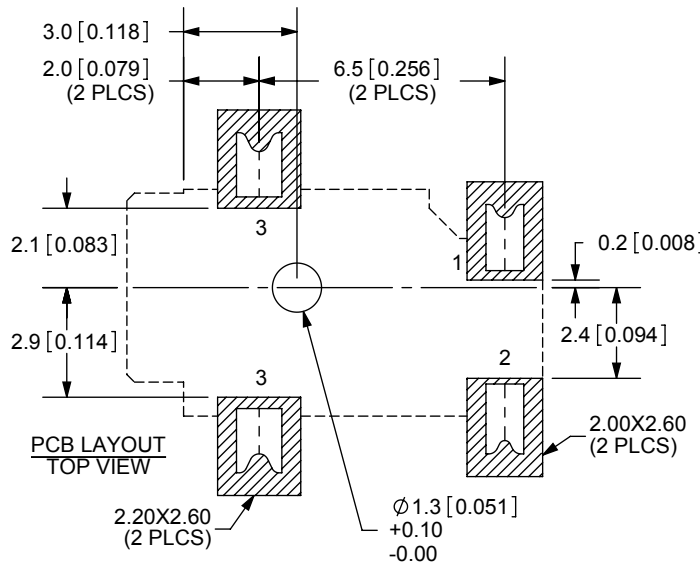 3.0 [0.118]
2.0 [0.079]
(2 PLCS)
6.5 [0.256]
(2 PLCS)
3
2.1 [0.083]
1
0.2 [0.008]
2.9 [0.114]
2.4 [0.094]
2
3
PCB LAYOUT
TOP VIEW
2.00X2.60
(2 PLCS)
2.20X2.60
(2 PLCS)
Ø1.3 [0.051]
+0.10
-0.00